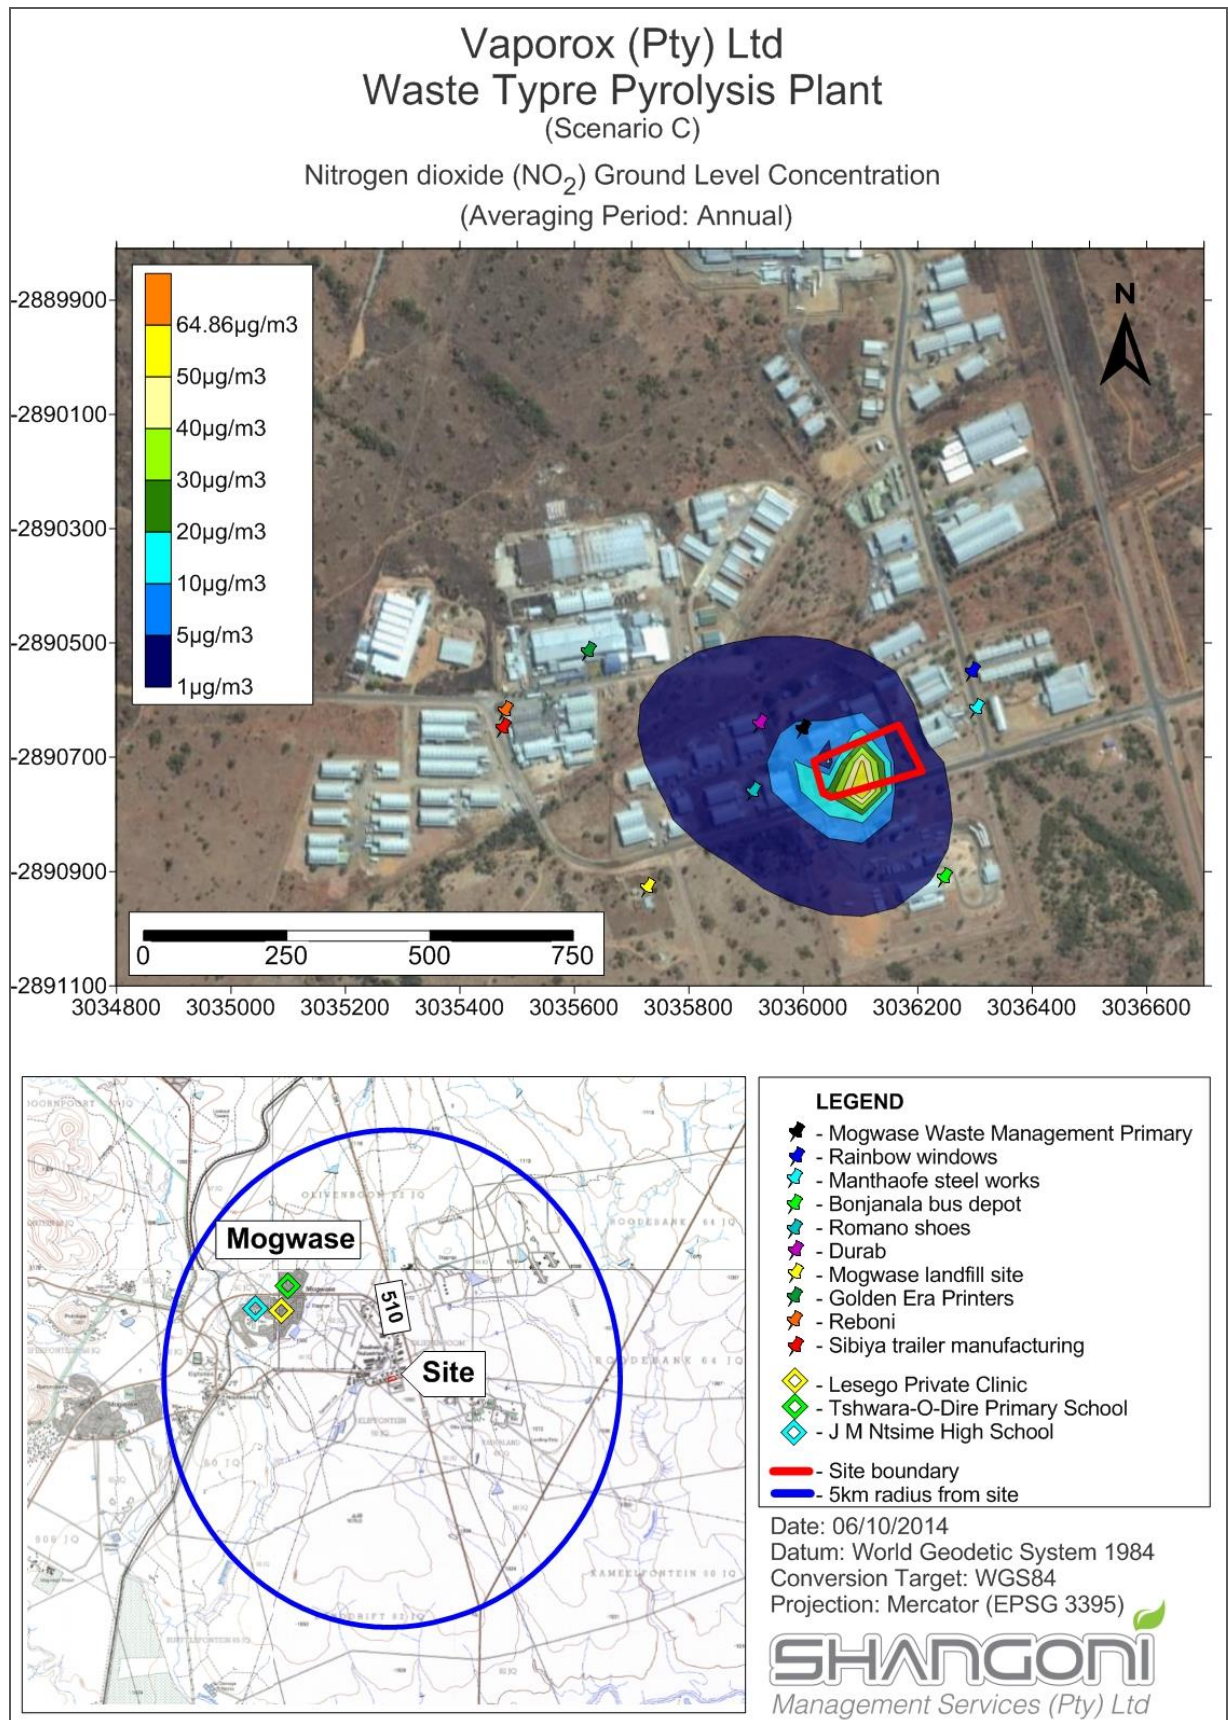 Vaporox (Pty) Ltd
Waste Typre Pyrolysis Plant
(Scenario C)
Nitrogen dioxide (NO2) Ground Level Concentration
(Averaging Period: Annual)
64.86µg/m3
50µg/m3
40µg/m3
30µg/m3
20µg/m3
10µg/m3
5µg/m3
1µg/m3
N
-2889900
-2890100
-2890300
-2890500
-2890700
-2890900
-2891100
0 250 500 750
3034800 3035000 3035200 3035400 3035600 3035800 3036000 3036200 3036400 3036600
Mogwase
510
Site
OLIVENBOOM 62 JQ
ROODEBANK 64 JQ
LEGEND
- Mogwase Waste Management Primary
- Rainbow windows
- Manthaofe steel works
- Bonjanala bus depot
- Romano shoes
- Durab
- Mogwase landfill site
- Golden Era Printers
- Reboni
- Sibiya trailer manufacturing
- Lesego Private Clinic
- Tshwara-O-Dire Primary School
- J M Ntsime High School
- Site boundary
- 5km radius from site
Date: 06/10/2014
Datum: World Geodetic System 1984
Conversion Target: WGS84
Projection: Mercator (EPSG 3395)
SHANGONI
Management Services (Pty) Ltd